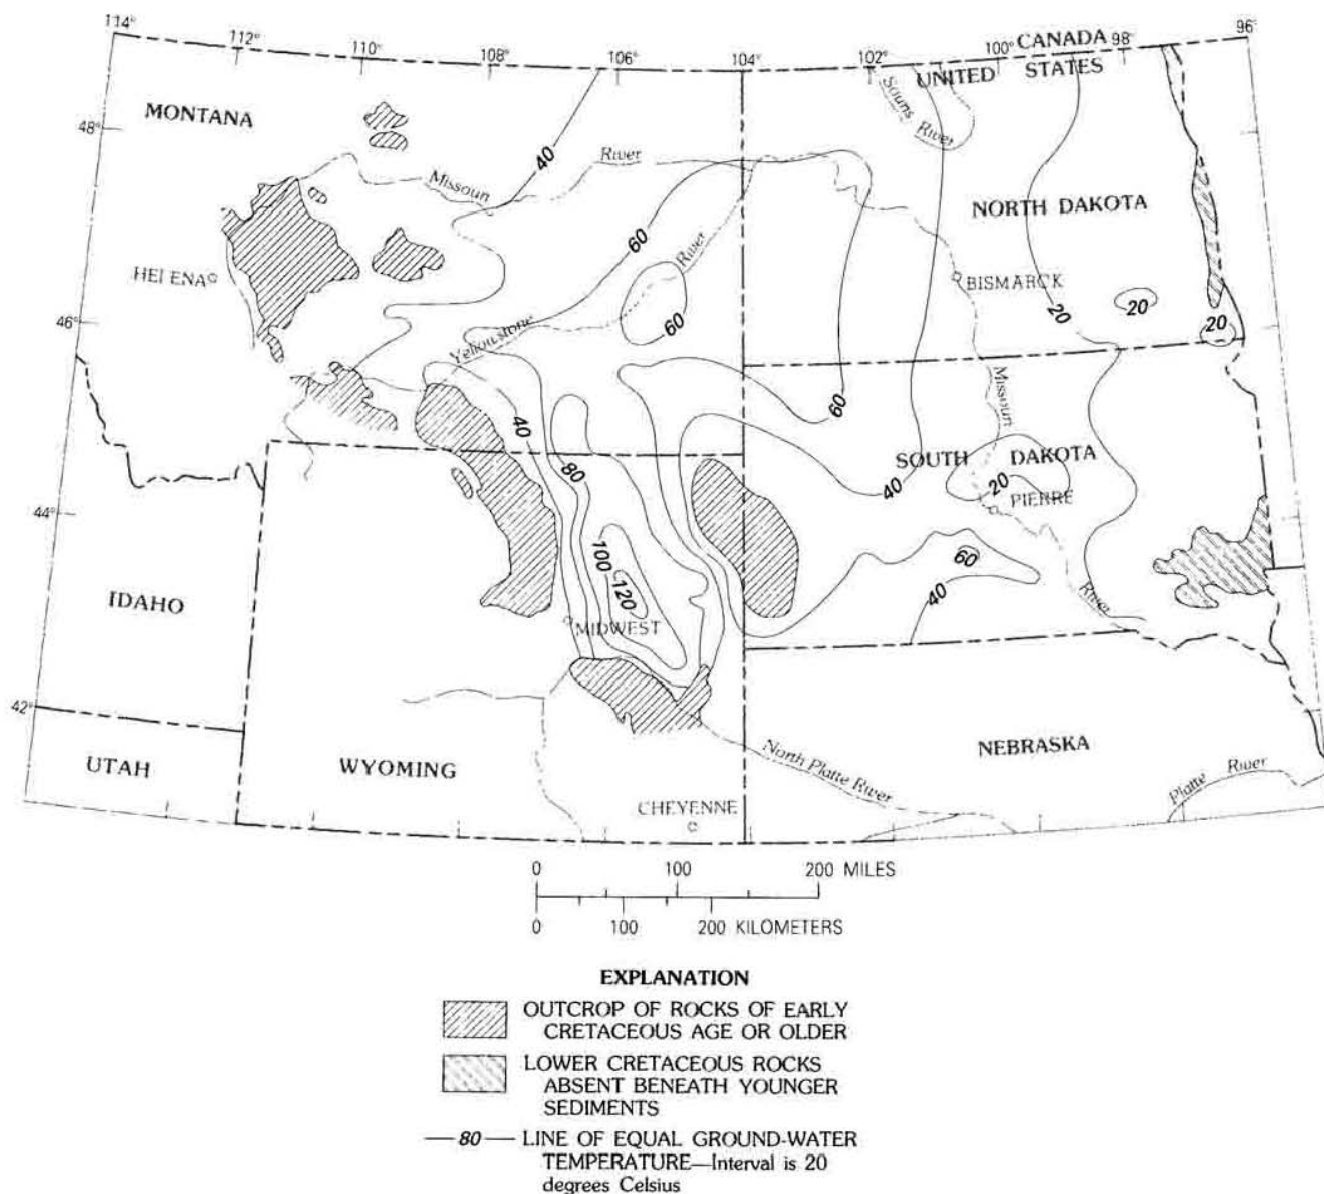 114°
112°
110°
108°
106°
104°
102°
100°
CANADA
98°
96°
UNITED STATES
Souris River
MONTANA
48°
40
River
Missouri
NORTH DAKOTA
60
River
HELENA
BISMARCK
60
20
20
46°
Yellowstone
20
Missouri
60
40
SOUTH DAKOTA
80
40
20
PIERRE
44°
100
60
120
40
IDAHO
MIDWEST
River
42°
NEBRASKA
UTAH
WYOMING
North Platte River
Platte River
CHEYENNE
0 100 200 MILES
0 100 200 KILOMETERS
EXPLANATION
OUTCROP OF ROCKS OF EARLY
CRETACEOUS AGE OR OLDER
LOWER CRETACEOUS ROCKS
ABSENT BENEATH YOUNGER
SEDIMENTS
—80— LINE OF EQUAL GROUND-WATER
TEMPERATURE—Interval is 20
degrees Celsius